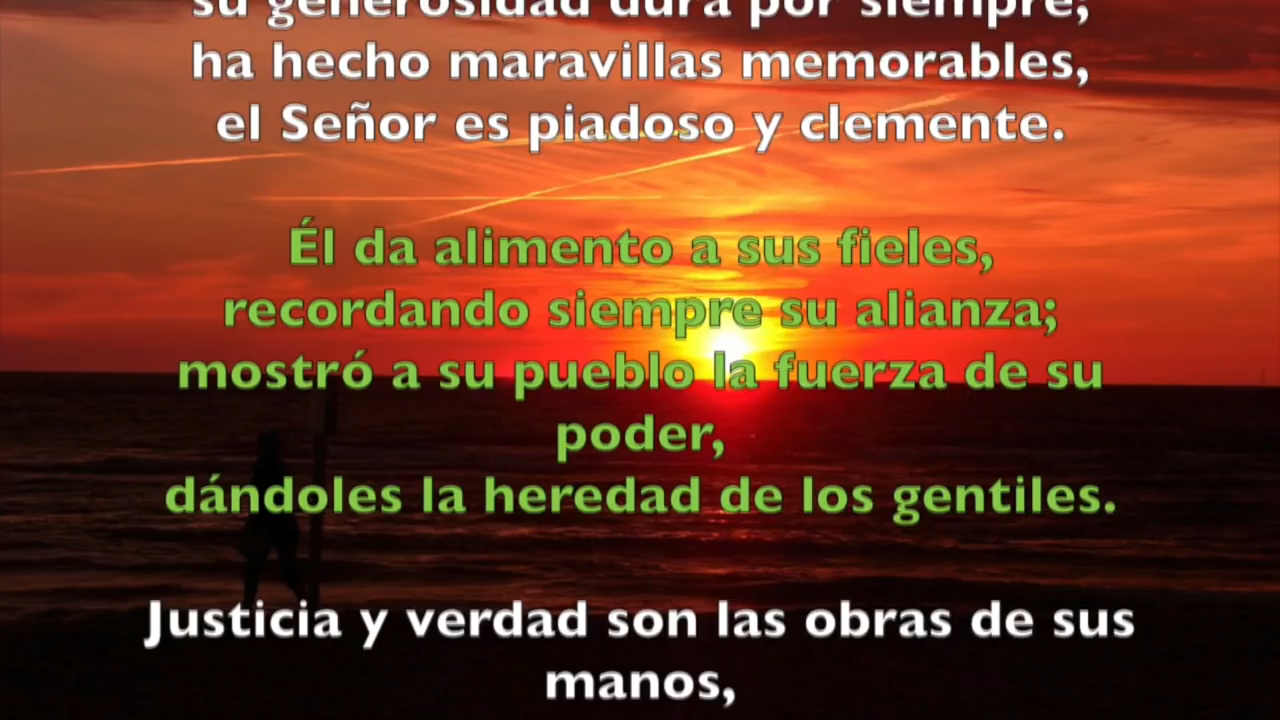 su generosidad dura por siempre;
ha hecho maravillas memorables,
el Señor es piadoso y clemente.
Él da alimento a sus fieles,
recordando siempre su alianza;
mostró a su pueblo la fuerza de su
poder,
dándoles la heredad de los gentiles.
Justicia y verdad son las obras de sus
manos,